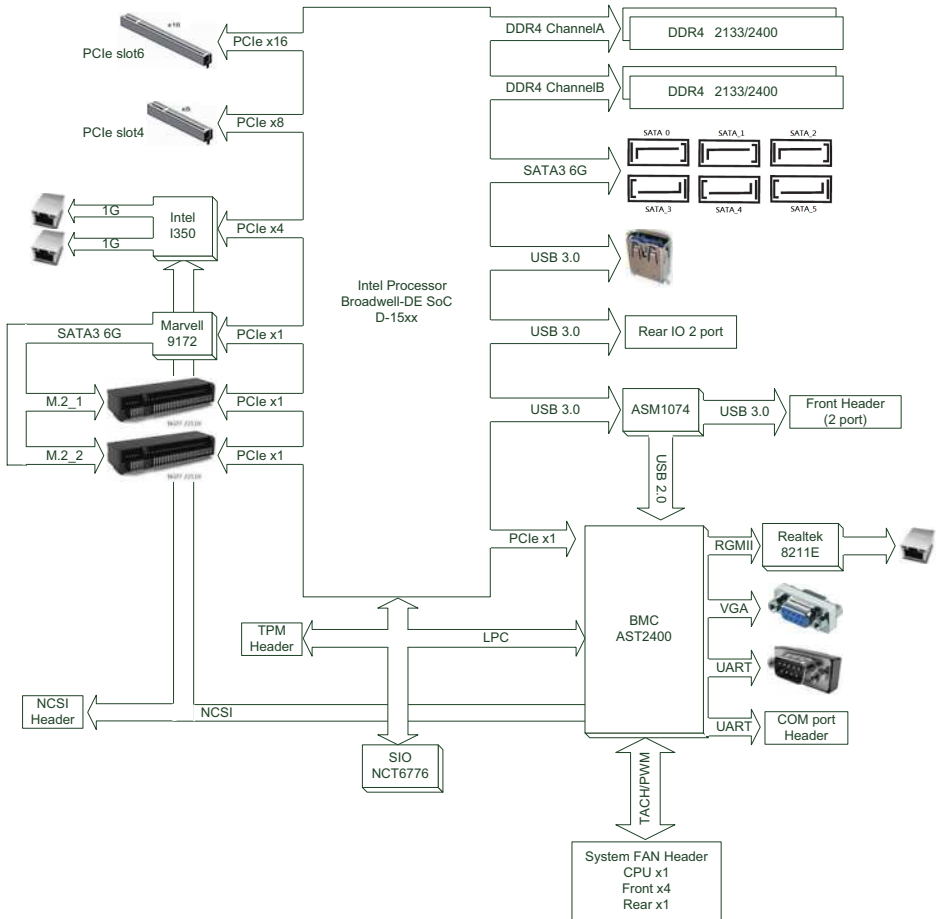 x16
PCIe slot6
PCIe x16
x8
PCIe slot4
PCIe x8
1G
1G
Intel
I350
PCIe x4
SATA3 6G
Marvell
9172
PCIe x1
M.2_1
PCIe x1
M.2_2
PCIe x1
Intel Processor
Broadwell-DE SoC
D-15xx
DDR4 ChannelA
DDR4 2133/2400
DDR4 ChannelB
DDR4 2133/2400
SATA3 6G
SATA 0
SATA_1
SATA_2
SATA_3
SATA_4
SATA_5
USB 3.0
USB 3.0
Rear IO 2 port
USB 3.0
ASM1074
USB 3.0
Front Header
(2 port)
USB 2.0
PCIe x1
BMC
AST2400
RGMII
Realtek
8211E
VGA
UART
UART
COM port
Header
TPM
Header
LPC
NCSI
Header
NCSI
SIO
NCT6776
TACH/PWM
System FAN Header
CPU x1
Front x4
Rear x1